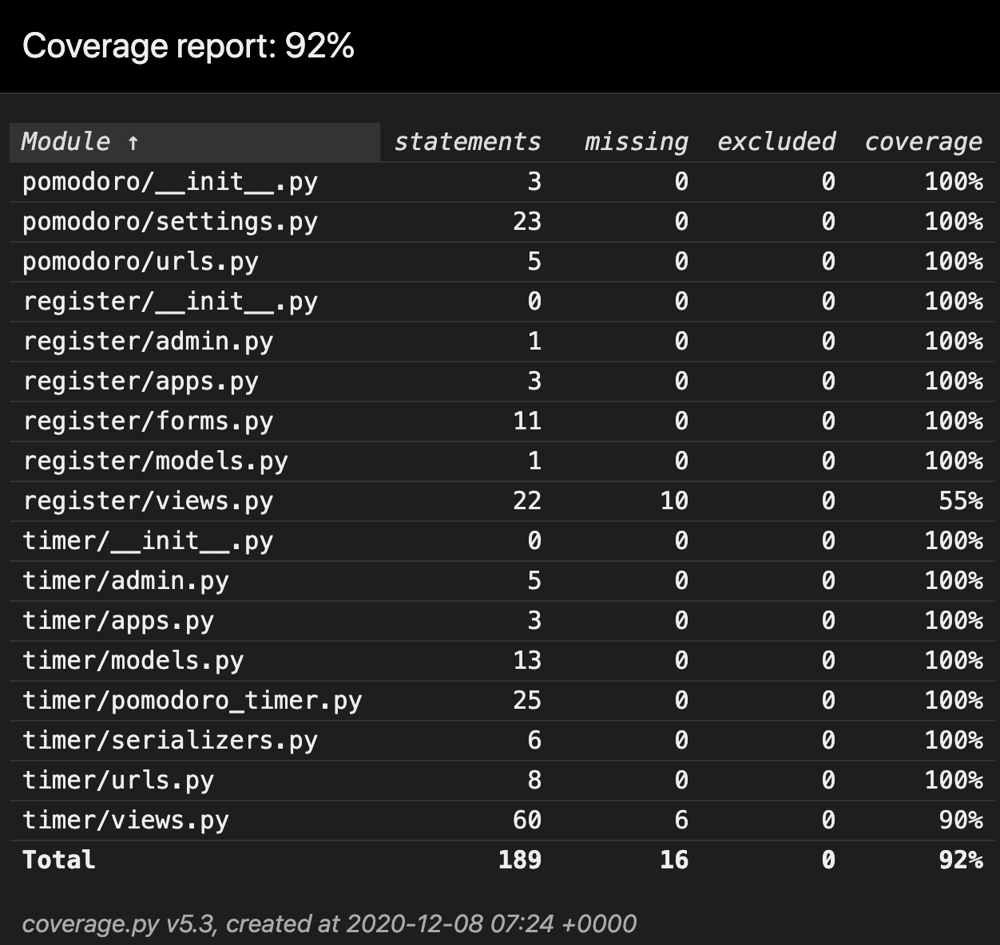 Coverage report: 92%
Module ↑ statements missing excluded coverage
pomodoro/__init__.py 3 0 0 100%
pomodoro/settings.py 23 0 0 100%
pomodoro/urls.py 5 0 0 100%
register/__init__.py 0 0 0 100%
register/admin.py 1 0 0 100%
register/apps.py 3 0 0 100%
register/forms.py 11 0 0 100%
register/models.py 1 0 0 100%
register/views.py 22 10 0 55%
timer/__init__.py 0 0 0 100%
timer/admin.py 5 0 0 100%
timer/apps.py 3 0 0 100%
timer/models.py 13 0 0 100%
timer/pomodoro_timer.py 25 0 0 100%
timer/serializers.py 6 0 0 100%
timer/urls.py 8 0 0 100%
timer/views.py 60 6 0 90%
Total 189 16 0 92%
coverage.py v5.3, created at 2020-12-08 07:24 +0000